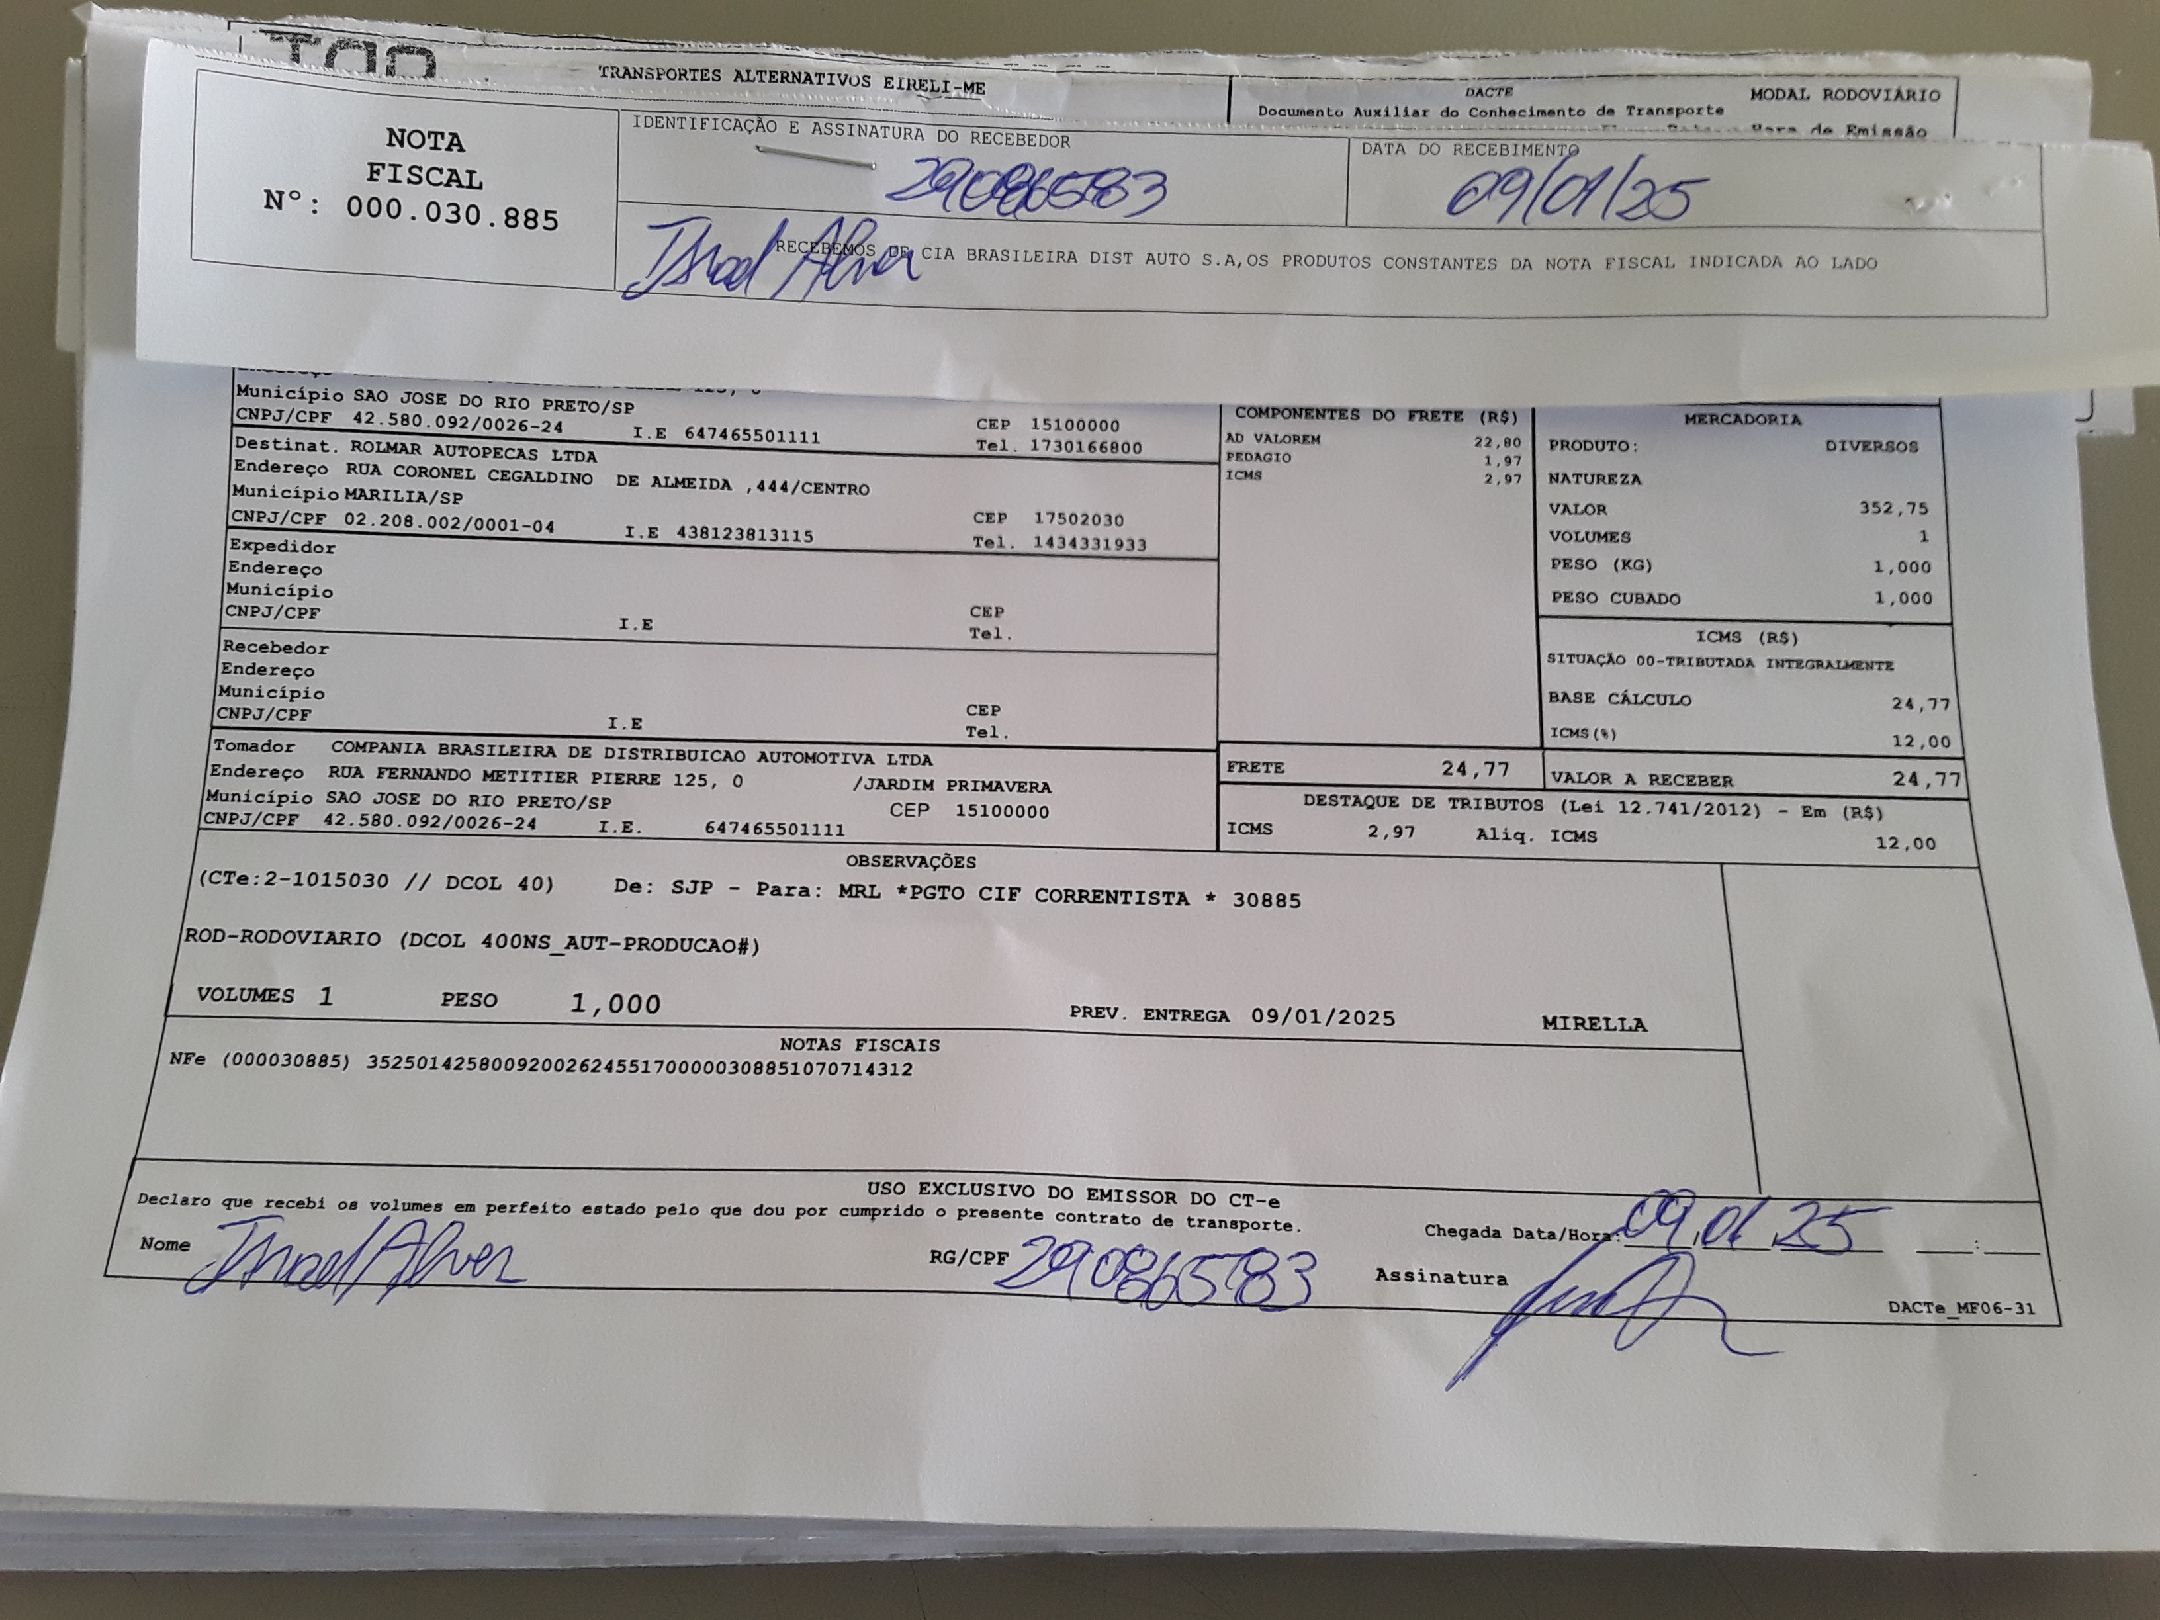 TRANSPORTES ALTERNATIVOS EIRELI-ME
DACTE
MODAL RODOVIÁRIO
Documento Auxiliar do Conhecimento de Transporte
Hora de Emissão
NOTA
FISCAL
Nº: 000.030.885
IDENTIFICAÇÃO E ASSINATURA DO RECEBEDOR
290865583
DATA DO RECEBIMENTO
09/01/25
Israel Alves
RECEBEMOS DE CIA BRASILEIRA DIST AUTO S.A,OS PRODUTOS CONSTANTES DA NOTA FISCAL INDICADA AO LADO
Município SAO JOSE DO RIO PRETO/SP
CEP 15100000
CNPJ/CPF 42.580.092/0026-24 I.E 647465501111
Tel. 1730166800
Destinat. ROLMAR AUTOPECAS LTDA
Endereço RUA CORONEL CEGALDINO DE ALMEIDA ,444/CENTRO
Município MARILIA/SP
CEP 17502030
CNPJ/CPF 02.208.002/0001-04 I.E 438123813115
Tel. 1434331933
Expedidor
Endereço
Município
CEP
CNPJ/CPF I.E
Tel.
Recebedor
Endereço
Município
CEP
CNPJ/CPF I.E
Tel.
Tomador COMPANIA BRASILEIRA DE DISTRIBUICAO AUTOMOTIVA LTDA
Endereço RUA FERNANDO METITIER PIERRE 125, 0 /JARDIM PRIMAVERA
Município SAO JOSE DO RIO PRETO/SP CEP 15100000
CNPJ/CPF 42.580.092/0026-24 I.E. 647465501111
COMPONENTES DO FRETE (R$)
AD VALOREM 22,80
PEDAGIO 1,97
ICMS 2,97
FRETE 24,77
MERCADORIA
PRODUTO: DIVERSOS
NATUREZA
VALOR 352,75
VOLUMES 1
PESO (KG) 1,000
PESO CUBADO 1,000
ICMS (R$)
SITUAÇÃO 00-TRIBUTADA INTEGRALMENTE
BASE CÁLCULO 24,77
ICMS(%) 12,00
VALOR A RECEBER 24,77
DESTAQUE DE TRIBUTOS (Lei 12.741/2012) - Em (R$)
ICMS 2,97 Aliq. ICMS 12,00
OBSERVAÇÕES
(CTe:2-1015030 // DCOL 40) De: SJP - Para: MRL *PGTO CIF CORRENTISTA * 30885
ROD-RODOVIARIO (DCOL 400NS_AUT-PRODUCAO#)
VOLUMES 1 PESO 1,000 PREV. ENTREGA 09/01/2025 MIRELLA
NOTAS FISCAIS
NFe (000030885) 35250142580092002624551700000308851070714312
USO EXCLUSIVO DO EMISSOR DO CT-e
Declaro que recebi os volumes em perfeito estado pelo que dou por cumprido o presente contrato de transporte.
Chegada Data/Hora: 09/01/25 :
Nome Israel Alves
RG/CPF 290865583
Assinatura
DACTe_MF06-31